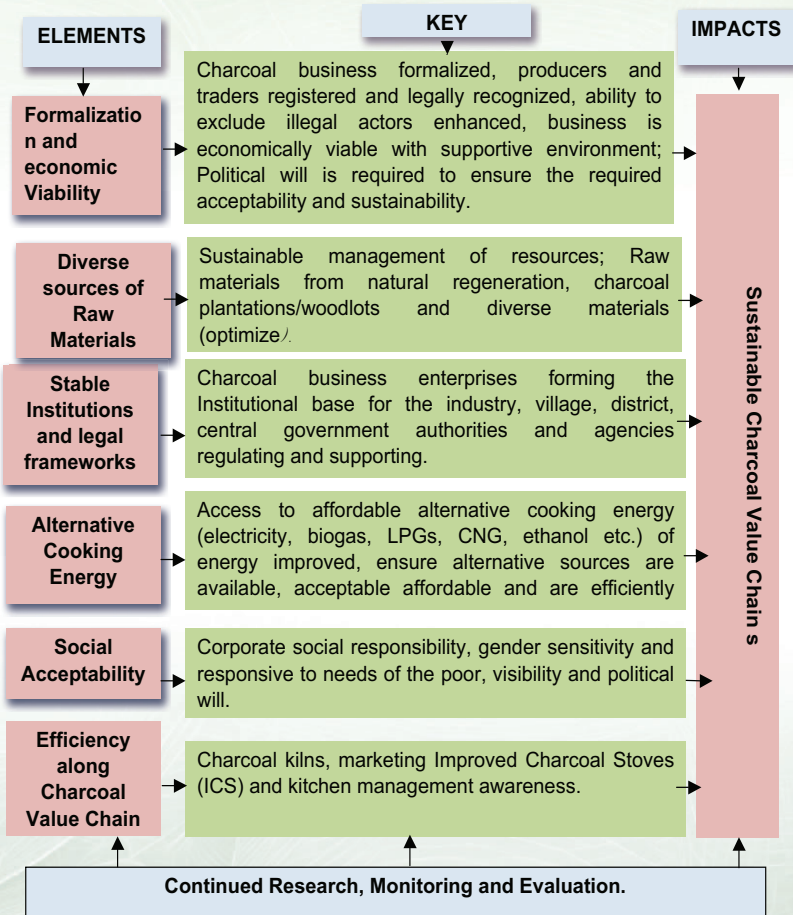 ELEMENTS
KEY
IMPACTS
Formalizatio
n and
economic
Viability
Charcoal business formalized, producers and
traders registered and legally recognized, ability to
exclude illegal actors enhanced, business is
economically viable with supportive environment;
Political will is required to ensure the required
acceptability and sustainability.
Diverse
sources of
Raw
Materials
Sustainable management of resources; Raw
materials from natural regeneration, charcoal
plantations/woodlots and diverse materials
(optimize).
Stable
Institutions
and legal
frameworks
Charcoal business enterprises forming the
Institutional base for the industry, village, district,
central government authorities and agencies
regulating and supporting.
Alternative
Cooking
Energy
Access to affordable alternative cooking energy
(electricity, biogas, LPGs, CNG, ethanol etc.) of
energy improved, ensure alternative sources are
available, acceptable affordable and are efficiently
Social
Acceptability
Corporate social responsibility, gender sensitivity and
responsive to needs of the poor, visibility and political
will.
Efficiency
along
Charcoal
Value Chain
Charcoal kilns, marketing Improved Charcoal Stoves
(ICS) and kitchen management awareness.
Sustainable Charcoal Value Chain s
Continued Research, Monitoring and Evaluation.